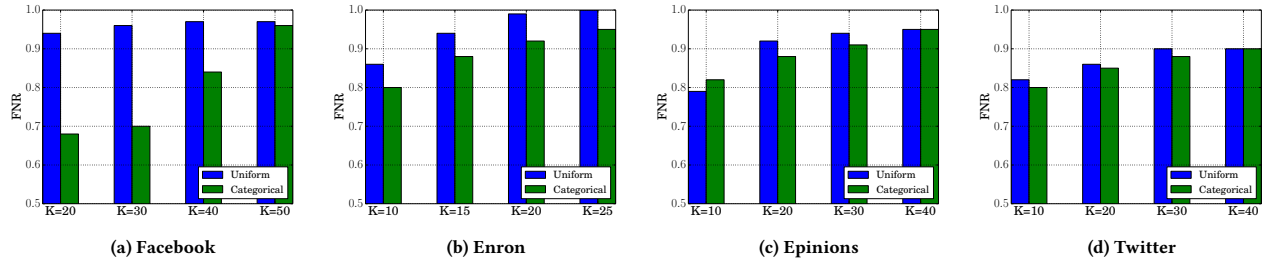 1.0
0.9
0.8
0.7
0.6
0.5
FNR
K=20 K=30 K=40 K=50
Uniform
Categorical
(a) Facebook
1.0
0.9
0.8
0.7
0.6
0.5
FNR
K=10 K=15 K=20 K=25
Uniform
Categorical
(b) Enron
1.0
0.9
0.8
0.7
0.6
0.5
FNR
K=10 K=20 K=30 K=40
Uniform
Categorical
(c) Epinions
1.0
0.9
0.8
0.7
0.6
0.5
FNR
K=10 K=20 K=30 K=40
Uniform
Categorical
(d) Twitter